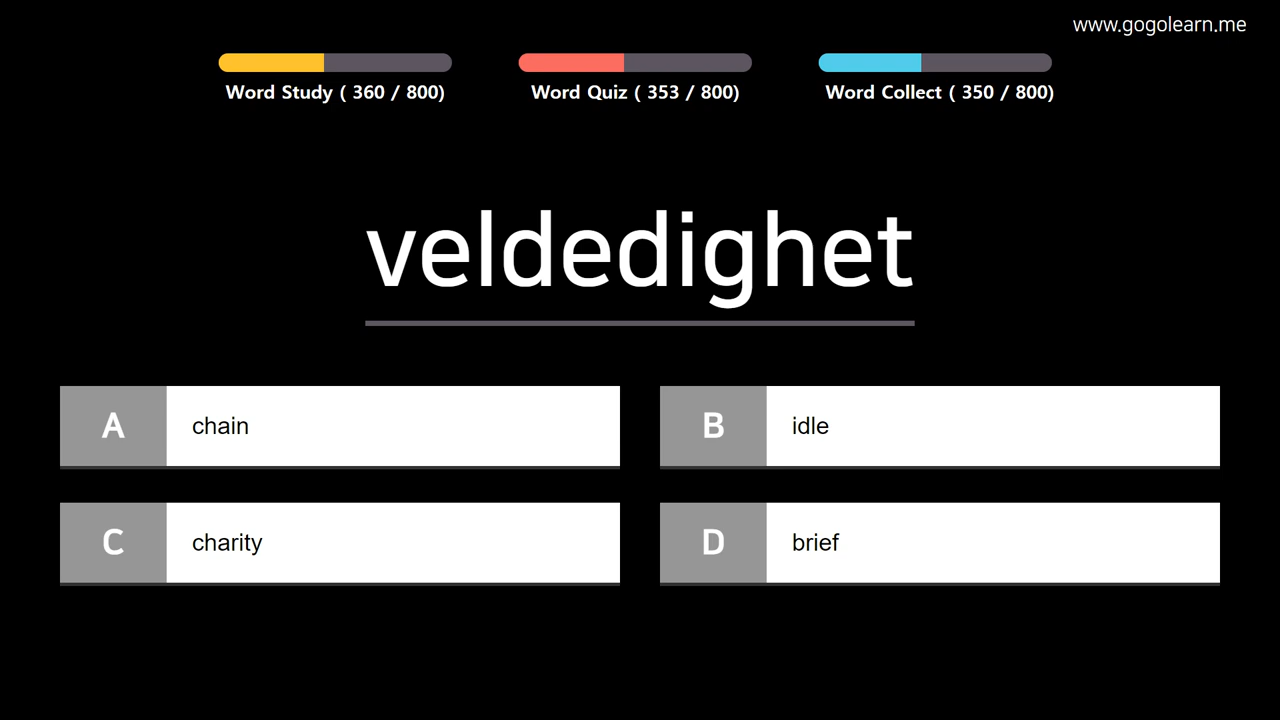 www.gogolearn.me
Word Study ( 360 / 800)
Word Quiz ( 353 / 800)
Word Collect ( 350 / 800)
veldedighet
A chain
B idle
C charity
D brief